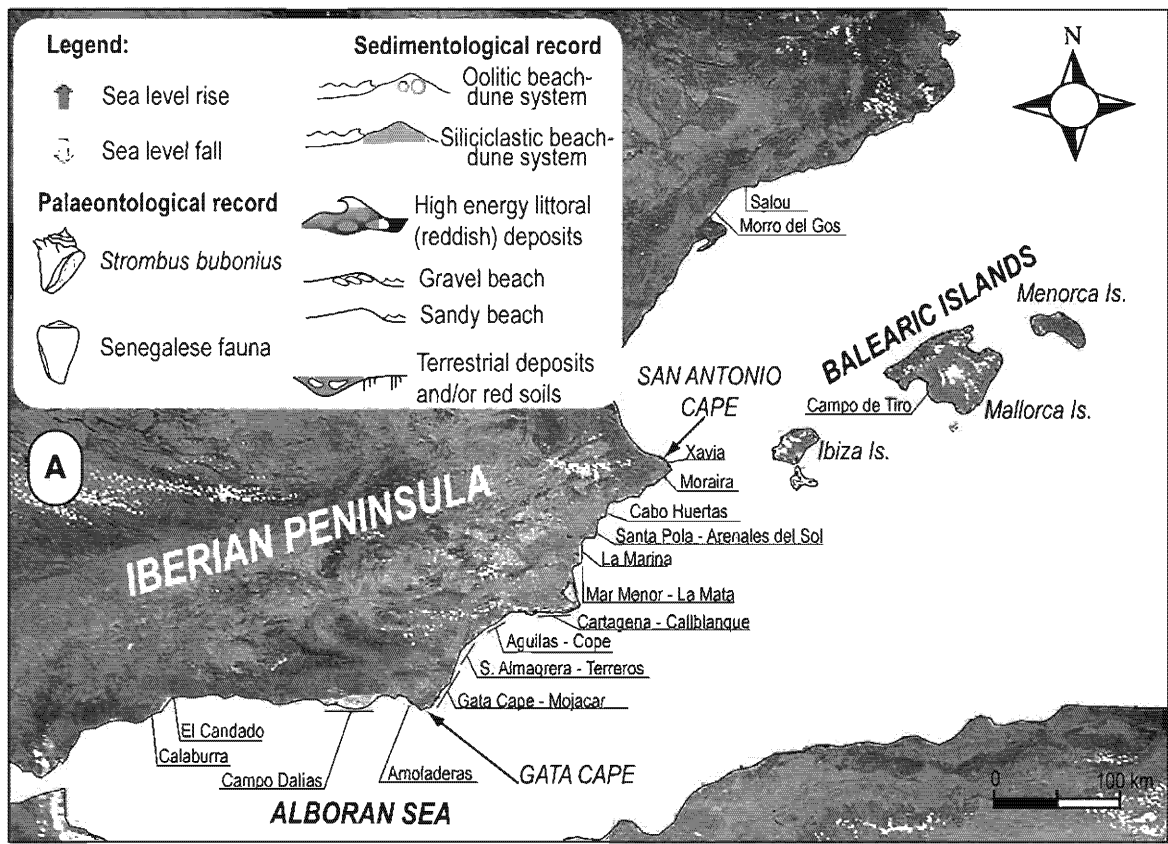 Legend:
Sea level rise
Sea level fall
Palaeontological record
Strombus bubonius
Senegalese fauna
Sedimentological record
Oolitic beach-
dune system
Siliciclastic beach-
dune system
High energy littoral
(reddish) deposits
Gravel beach
Sandy beach
Terrestrial deposits
and/or red soils
N
A
IBERIAN PENINSULA
BALEARIC ISLANDS
Salou
Morro del Gos
Menorca Is.
Mallorca Is.
Campo de Tiro
Ibiza Is.
SAN ANTONIO
CAPE
Xavia
Moraira
Cabo Huertas
Santa Pola - Arenales del Sol
La Marina
Mar Menor - La Mata
Cartagena - Callblanque
Aguilas - Cope
S. Almagrera - Terreros
Gata Cape - Mojacar
El Candado
Calaburra
Campo Dalias
Amoladeras
GATA CAPE
ALBORAN SEA
0 100 km